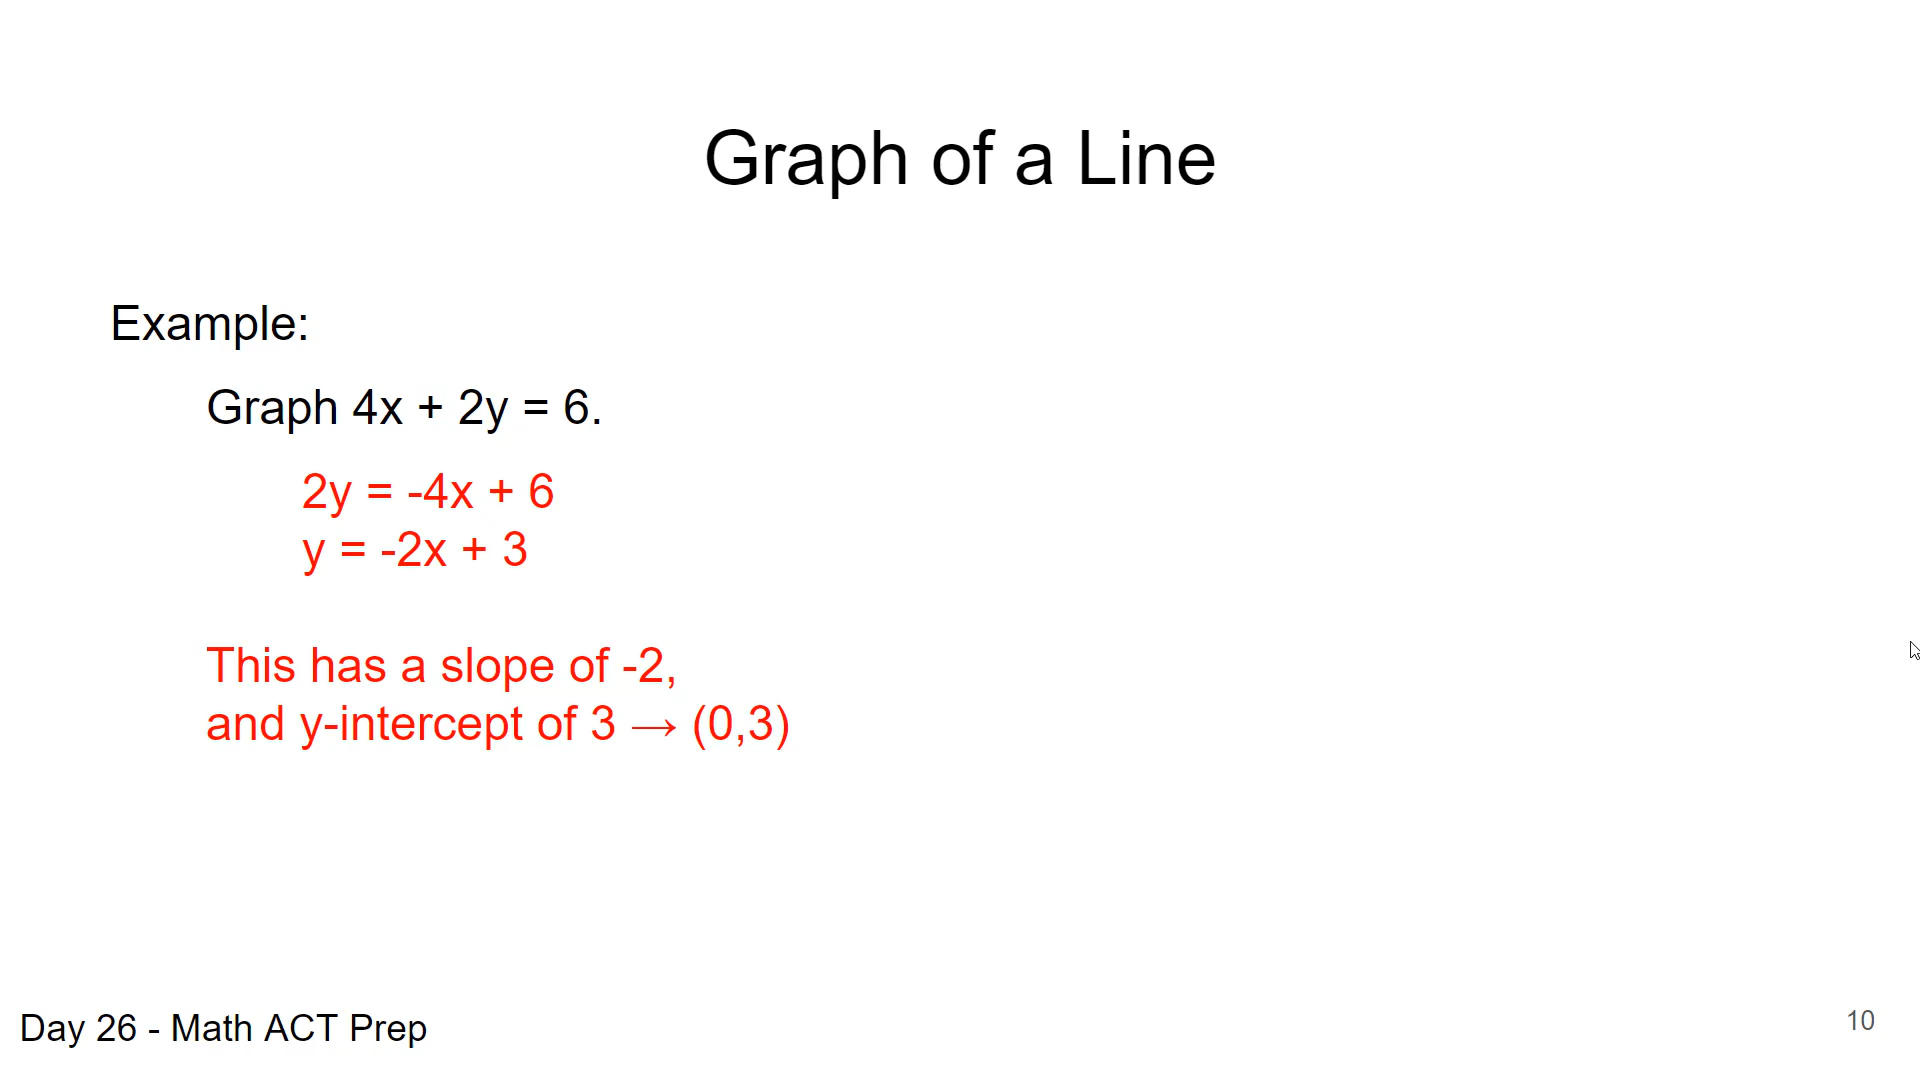 Graph of a Line
Example:
Graph 4x + 2y = 6.
2y = -4x + 6
y = -2x + 3
This has a slope of -2,
and y-intercept of 3 → (0,3)
Day 26 - Math ACT Prep
10